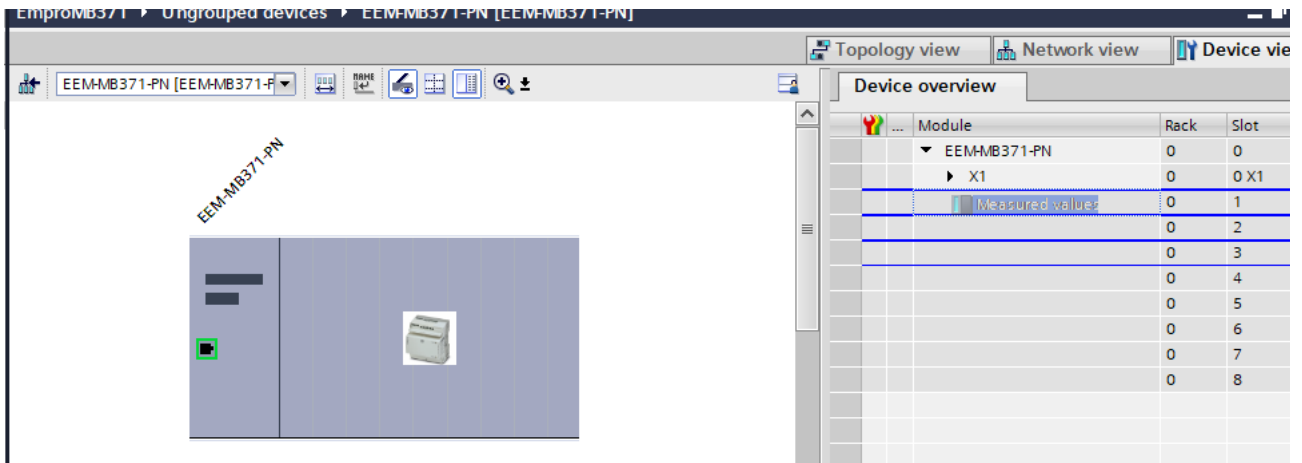 EmproMB371 ▸ Ungrouped devices ▸ EEM-MB371-PN [EEM-MB371-PN]
Topology view Network view Device vie
EEM-MB371-PN [EEM-MB371-P
Device overview
... Module Rack Slot
EEM-MB371-PN 0 0
X1 0 0 X1
Measured values 0 1
0 2
0 3
0 4
0 5
0 6
0 7
0 8
EEM-MB371-PN